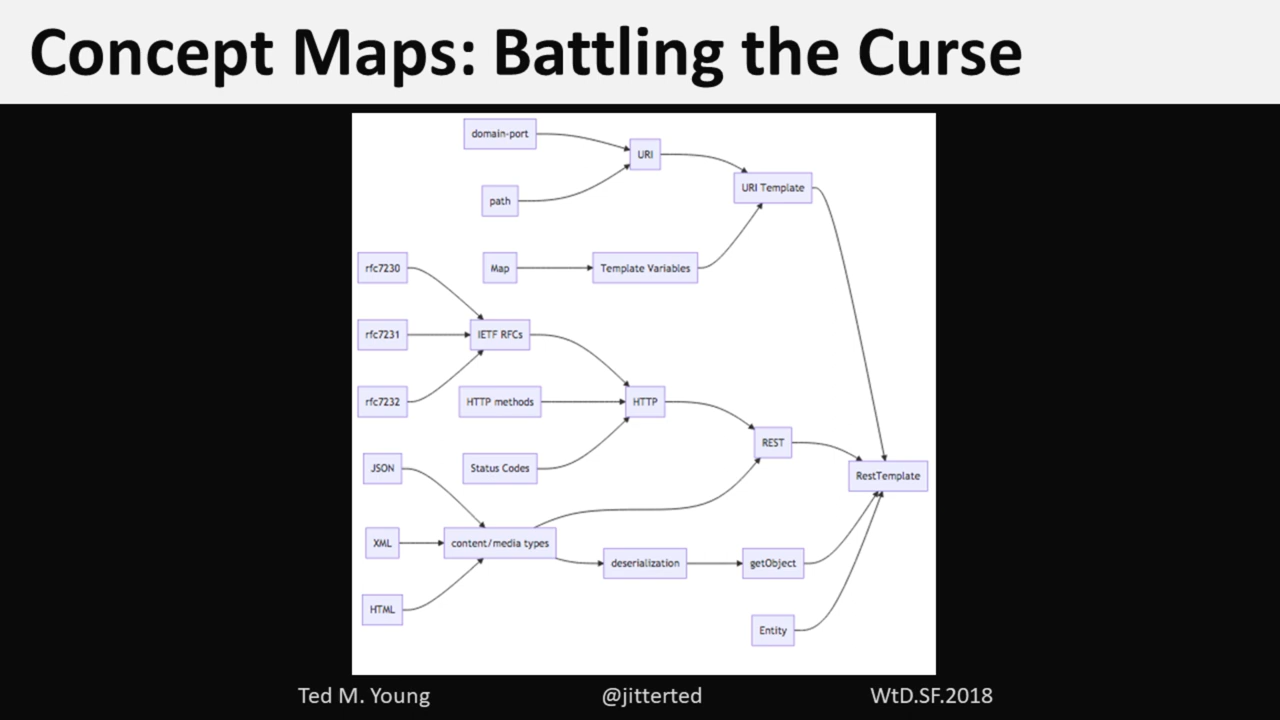 Concept Maps: Battling the Curse
domain-port
URI
path
URI Template
rfc7230
Map
Template Variables
rfc7231
IETF RFCs
rfc7232
HTTP methods
HTTP
REST
JSON
Status Codes
RestTemplate
XML
content/media types
deserialization
getObject
HTML
Entity
Ted M. Young
@jitterted
WtD.SF.2018